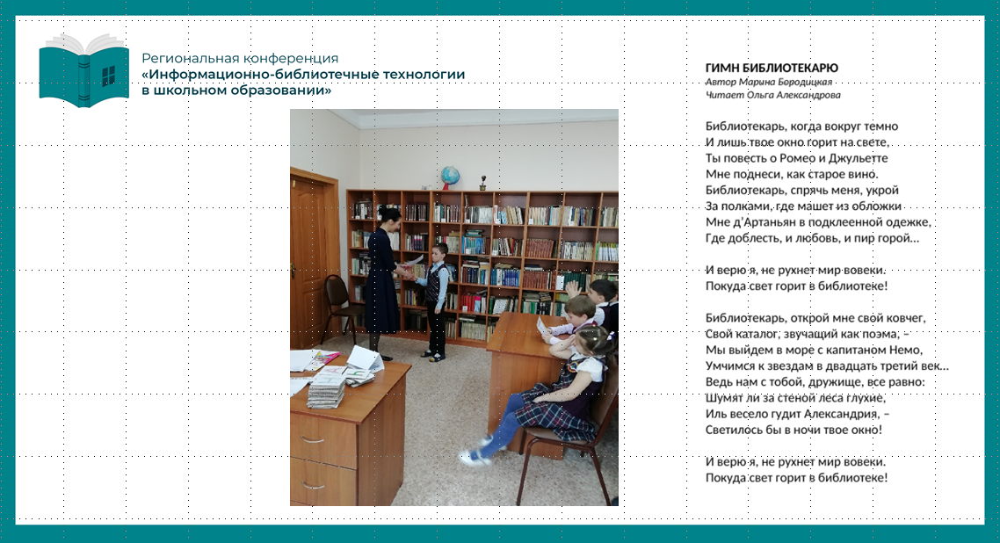 Региональная конференция
«Информационно-библиотечные технологии
в школьном образовании»
ГИМН БИБЛИОТЕКАРЮ
Автор Марина Бородицкая
Читает Ольга Александрова
Библиотекарь, когда вокруг темно
И лишь твое окно горит на свете,
Ты повесть о Ромео и Джульетте
Мне поднеси, как старое вино.
Библиотекарь, спрячь меня, укрой
За полками, где машет из обложки
Мне д'Артаньян в подклеенной одежке,
Где доблесть, и любовь, и пир горой...
И верю я, не рухнет мир вовеки.
Покуда свет горит в библиотеке!
Библиотекарь, открой мне свой ковчег,
Свой каталог, звучащий как поэма, –
Мы выйдем в море с капитаном Немо,
Умчимся к звездам в двадцать третий век...
Ведь нам с тобой, дружище, все равно:
Шумят ли за стеной леса глухие,
Иль весело гудит Александрия, –
Светилось бы в ночи твое окно!
И верю я, не рухнет мир вовеки.
Покуда свет горит в библиотеке!